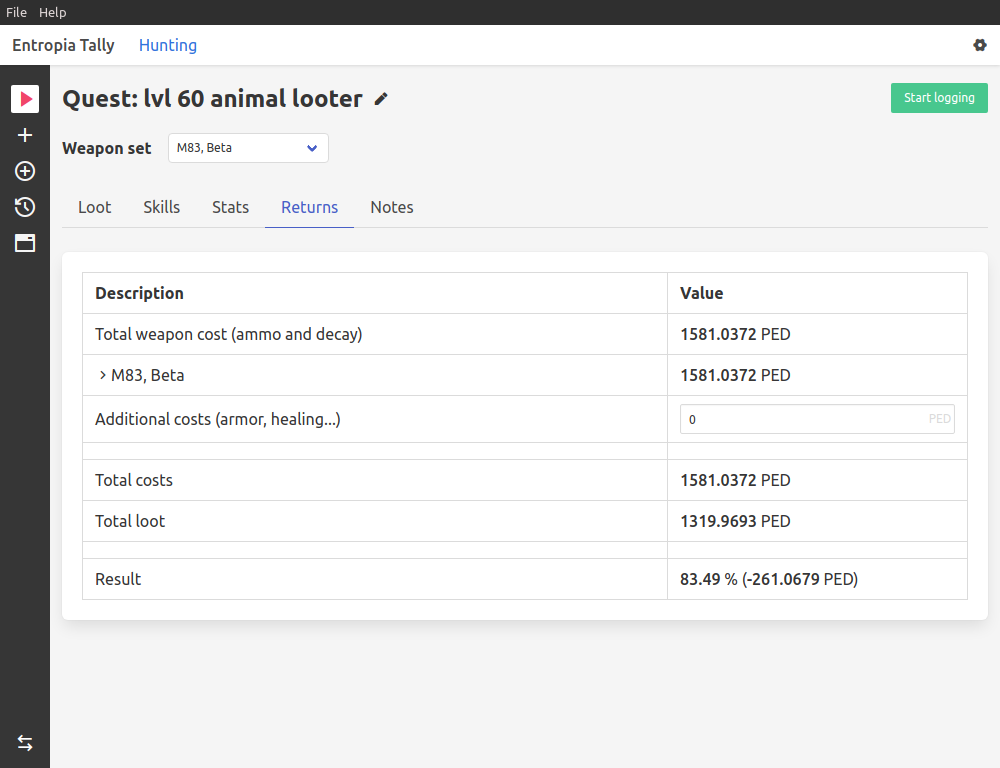 File Help
Entropia Tally Hunting
Quest: lvl 60 animal looter
Start logging
Weapon set M83, Beta
Loot Skills Stats Returns Notes
Description Value
Total weapon cost (ammo and decay) 1581.0372 PED
M83, Beta 1581.0372 PED
Additional costs (armor, healing...) 0 PED
Total costs 1581.0372 PED
Total loot 1319.9693 PED
Result 83.49 % (-261.0679 PED)